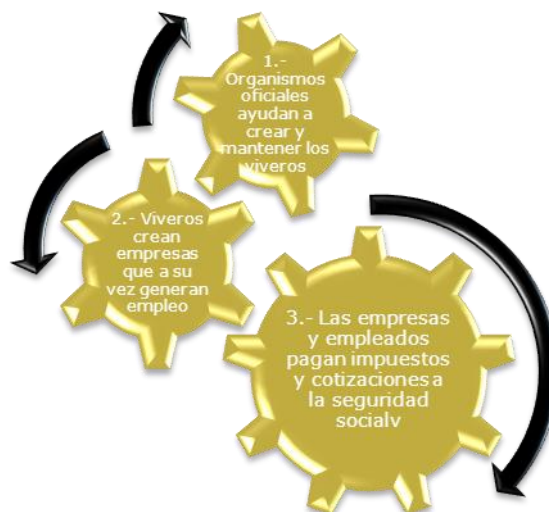 1.-
Organismos
oficiales
ayudan a
crear y
mantener los
viveros
2.- Viveros
crean
empresas
que a su
vez generan
empleo
3.- Las empresas
y empleados
pagan impuestos
y cotizaciones a
la seguridad
socialv